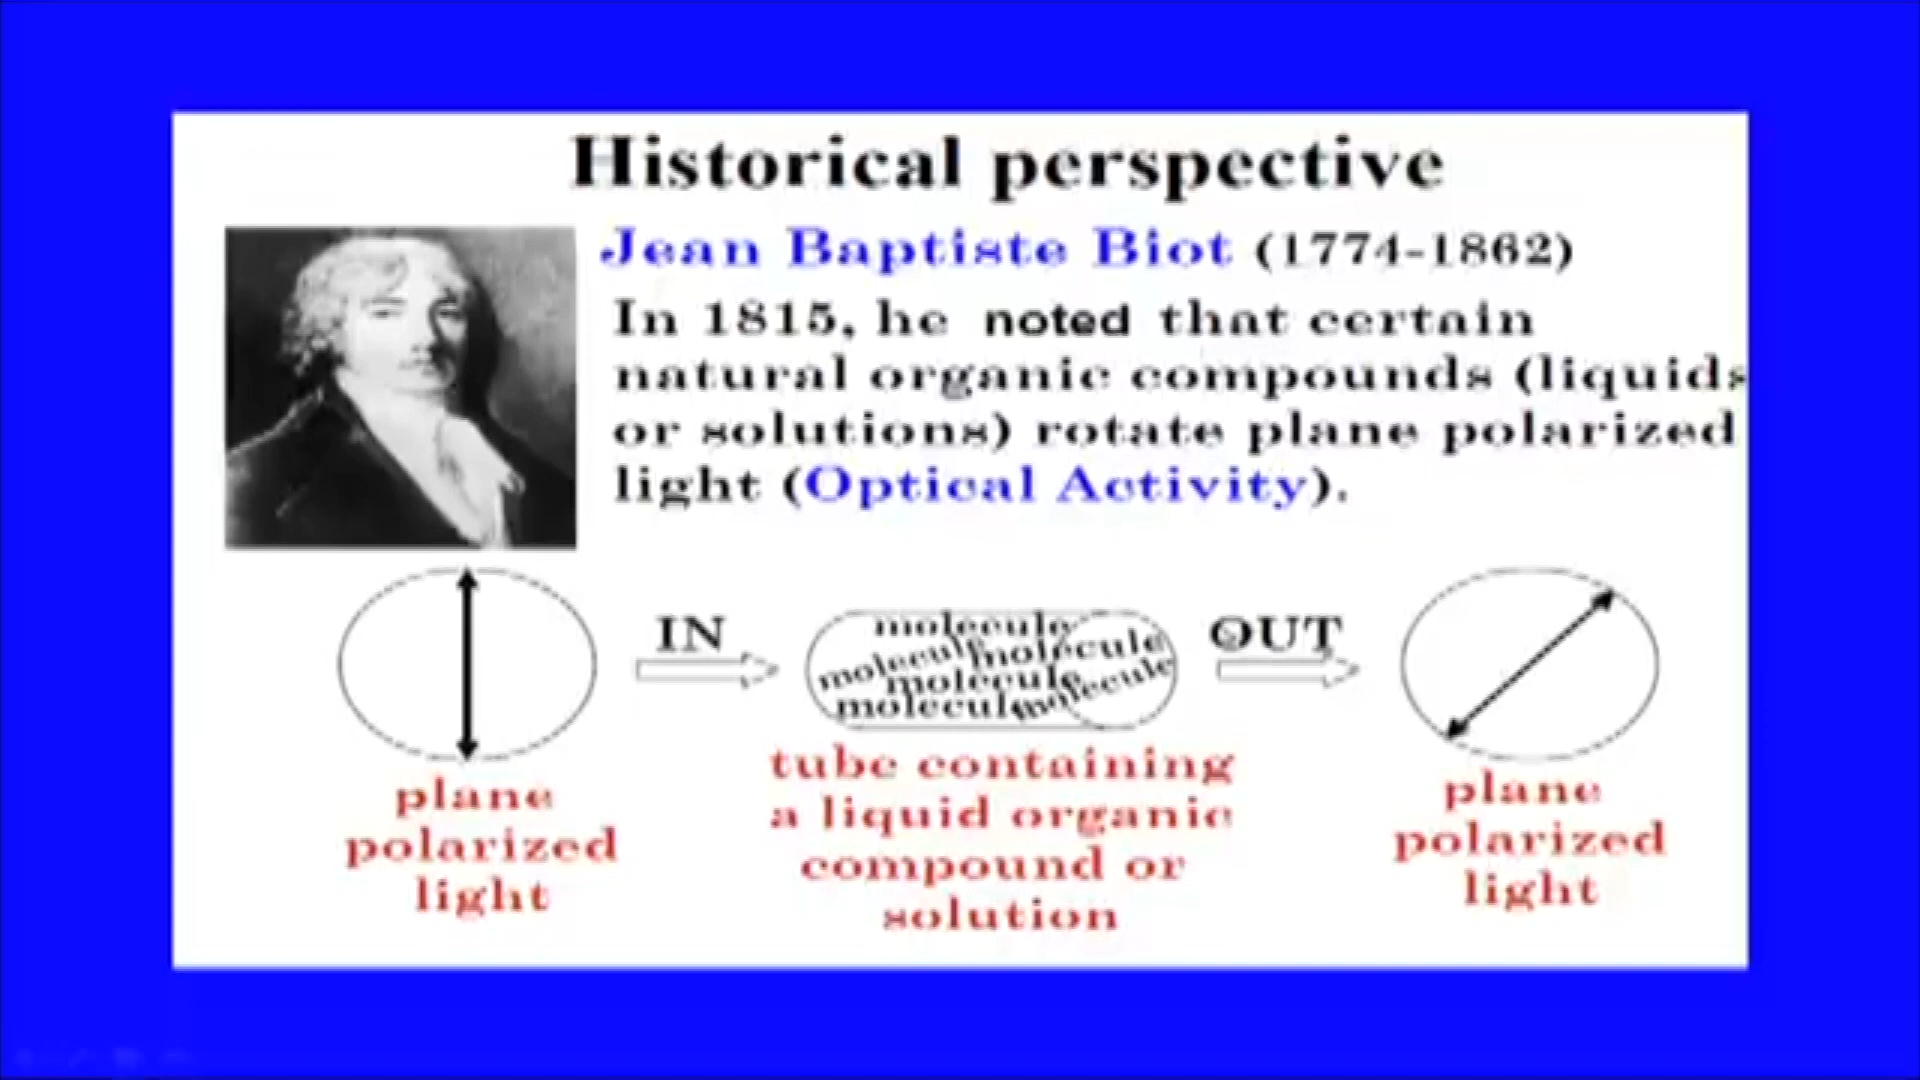 Historical perspective
Jean Baptiste Biot (1774-1862)
In 1815, he noted that certain
natural organic compounds (liquids
or solutions) rotate plane polarized
light (Optical Activity).
IN
molecule
molecule
molecule
molecule
molecule
molecule
OUT
plane
polarized
light
tube containing
a liquid organic
compound or
solution
plane
polarized
light